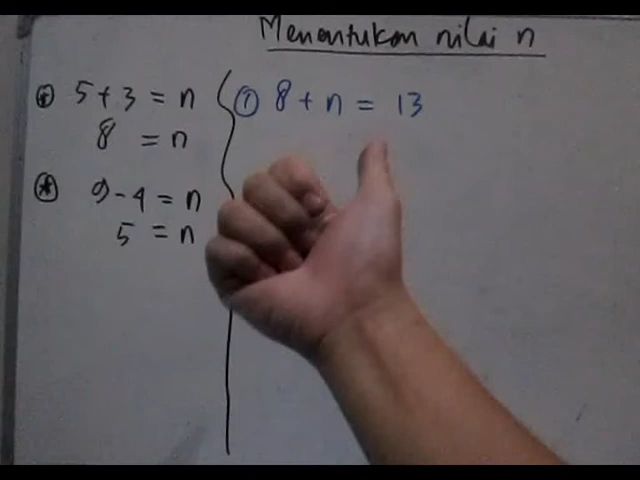 Menentukan nilai n
5 + 3 = n
8 = n
9 - 4 = n
5 = n
① 8 + n = 13